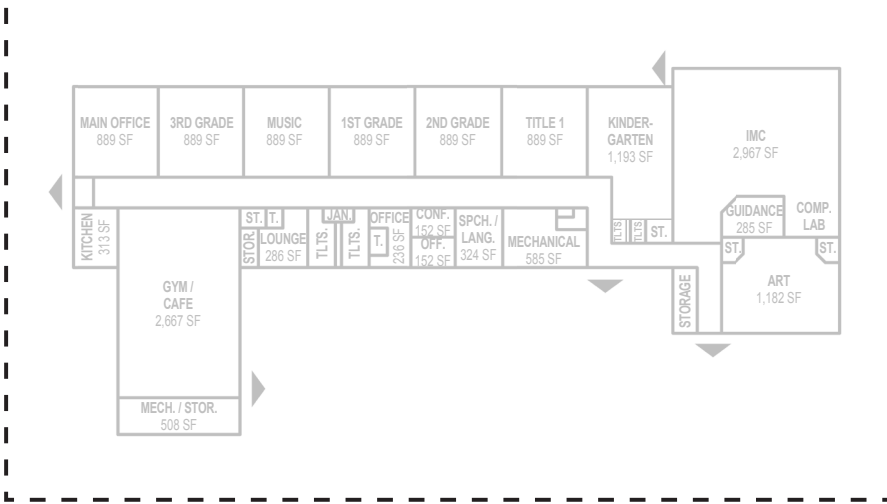 MAIN OFFICE
889 SF
3RD GRADE
889 SF
MUSIC
889 SF
1ST GRADE
889 SF
2ND GRADE
889 SF
TITLE 1
889 SF
KINDER-
GARTEN
1,193 SF
IMC
2,967 SF
GUIDANCE
285 SF
COMP.
LAB
KITCHEN
313 SF
ST.
T.
STOR.
LOUNGE
286 SF
TLTS.
JAN.
TLTS.
OFFICE
236 SF
T.
CONF.
152 SF
OFF.
152 SF
SPCH. /
LANG.
324 SF
MECHANICAL
585 SF
TLTS
TLTS
ST.
ST.
ST.
ART
1,182 SF
STORAGE
GYM /
CAFE
2,667 SF
MECH. / STOR.
508 SF